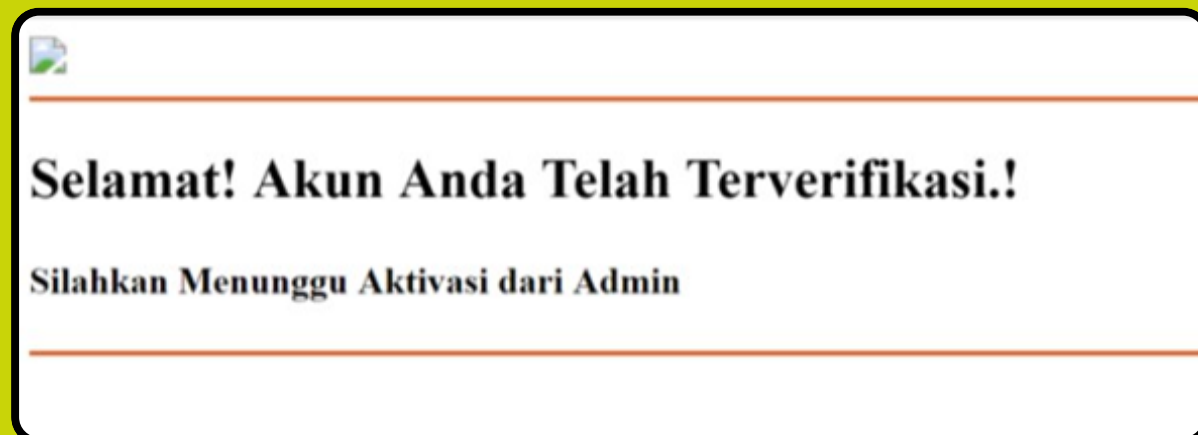 Selamat! Akun Anda Telah Terverifikasi.!
Silahkan Menunggu Aktivasi dari Admin